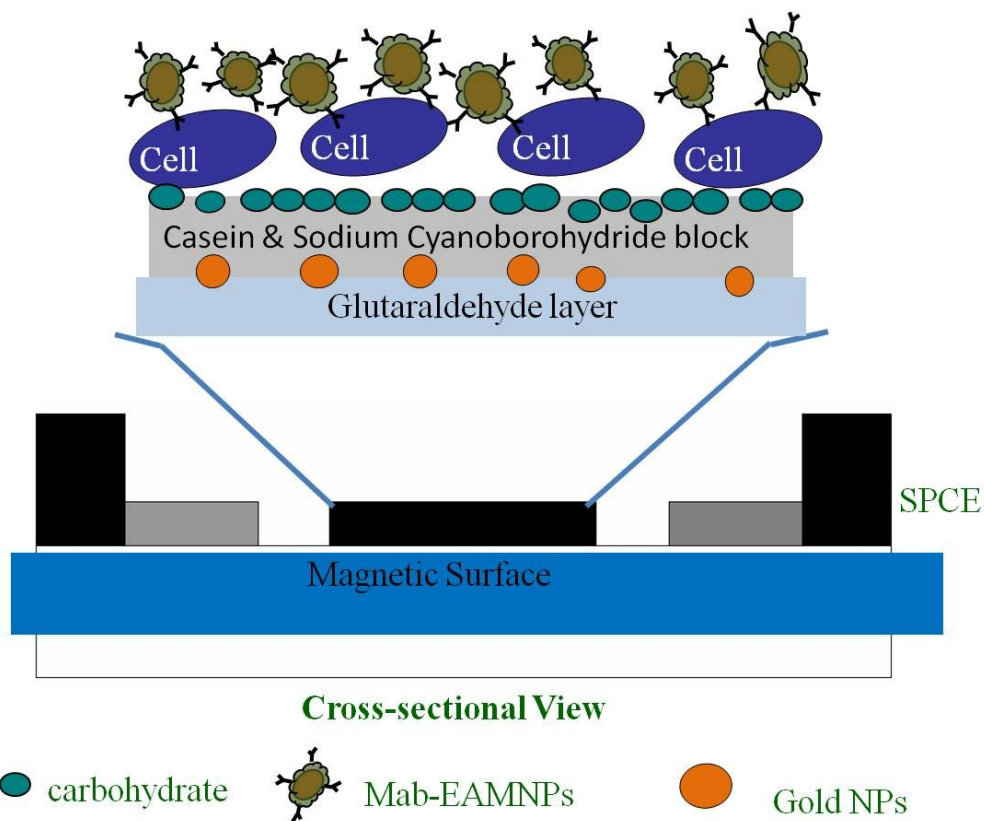 Cell
Cell
Cell
Cell
Casein & Sodium Cyanoborohydride block
Glutaraldehyde layer
SPCE
Magnetic Surface
Cross-sectional View
carbohydrate
Mab-EAMNPs
Gold NPs